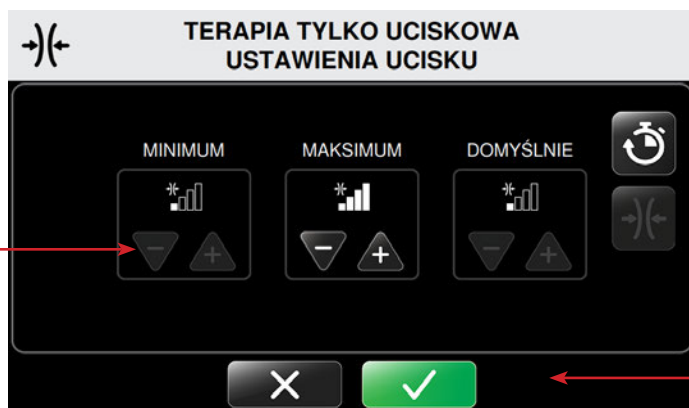 TERAPIA TYLKO UCISKOWA
USTAWIENIA UCISKU
MINIMUM MAKSIMUM DOMYŚLNIE